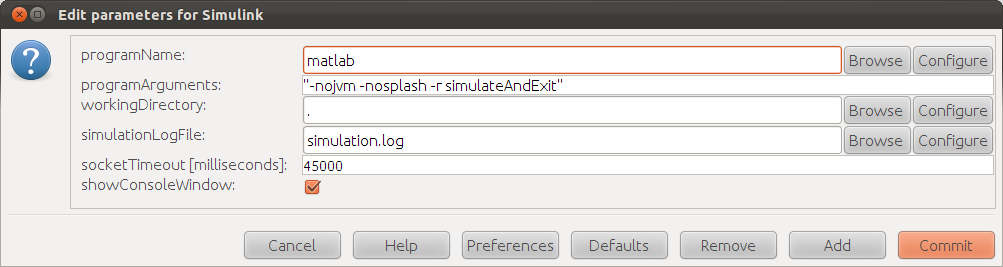 Edit parameters for Simulink
programName: matlab Browse Configure
programArguments: "-nojvm -nosplash -r simulateAndExit"
workingDirectory: . Browse Configure
simulationLogFile: simulation.log Browse Configure
socketTimeout [milliseconds]: 45000
showConsoleWindow:
Cancel Help Preferences Defaults Remove Add Commit